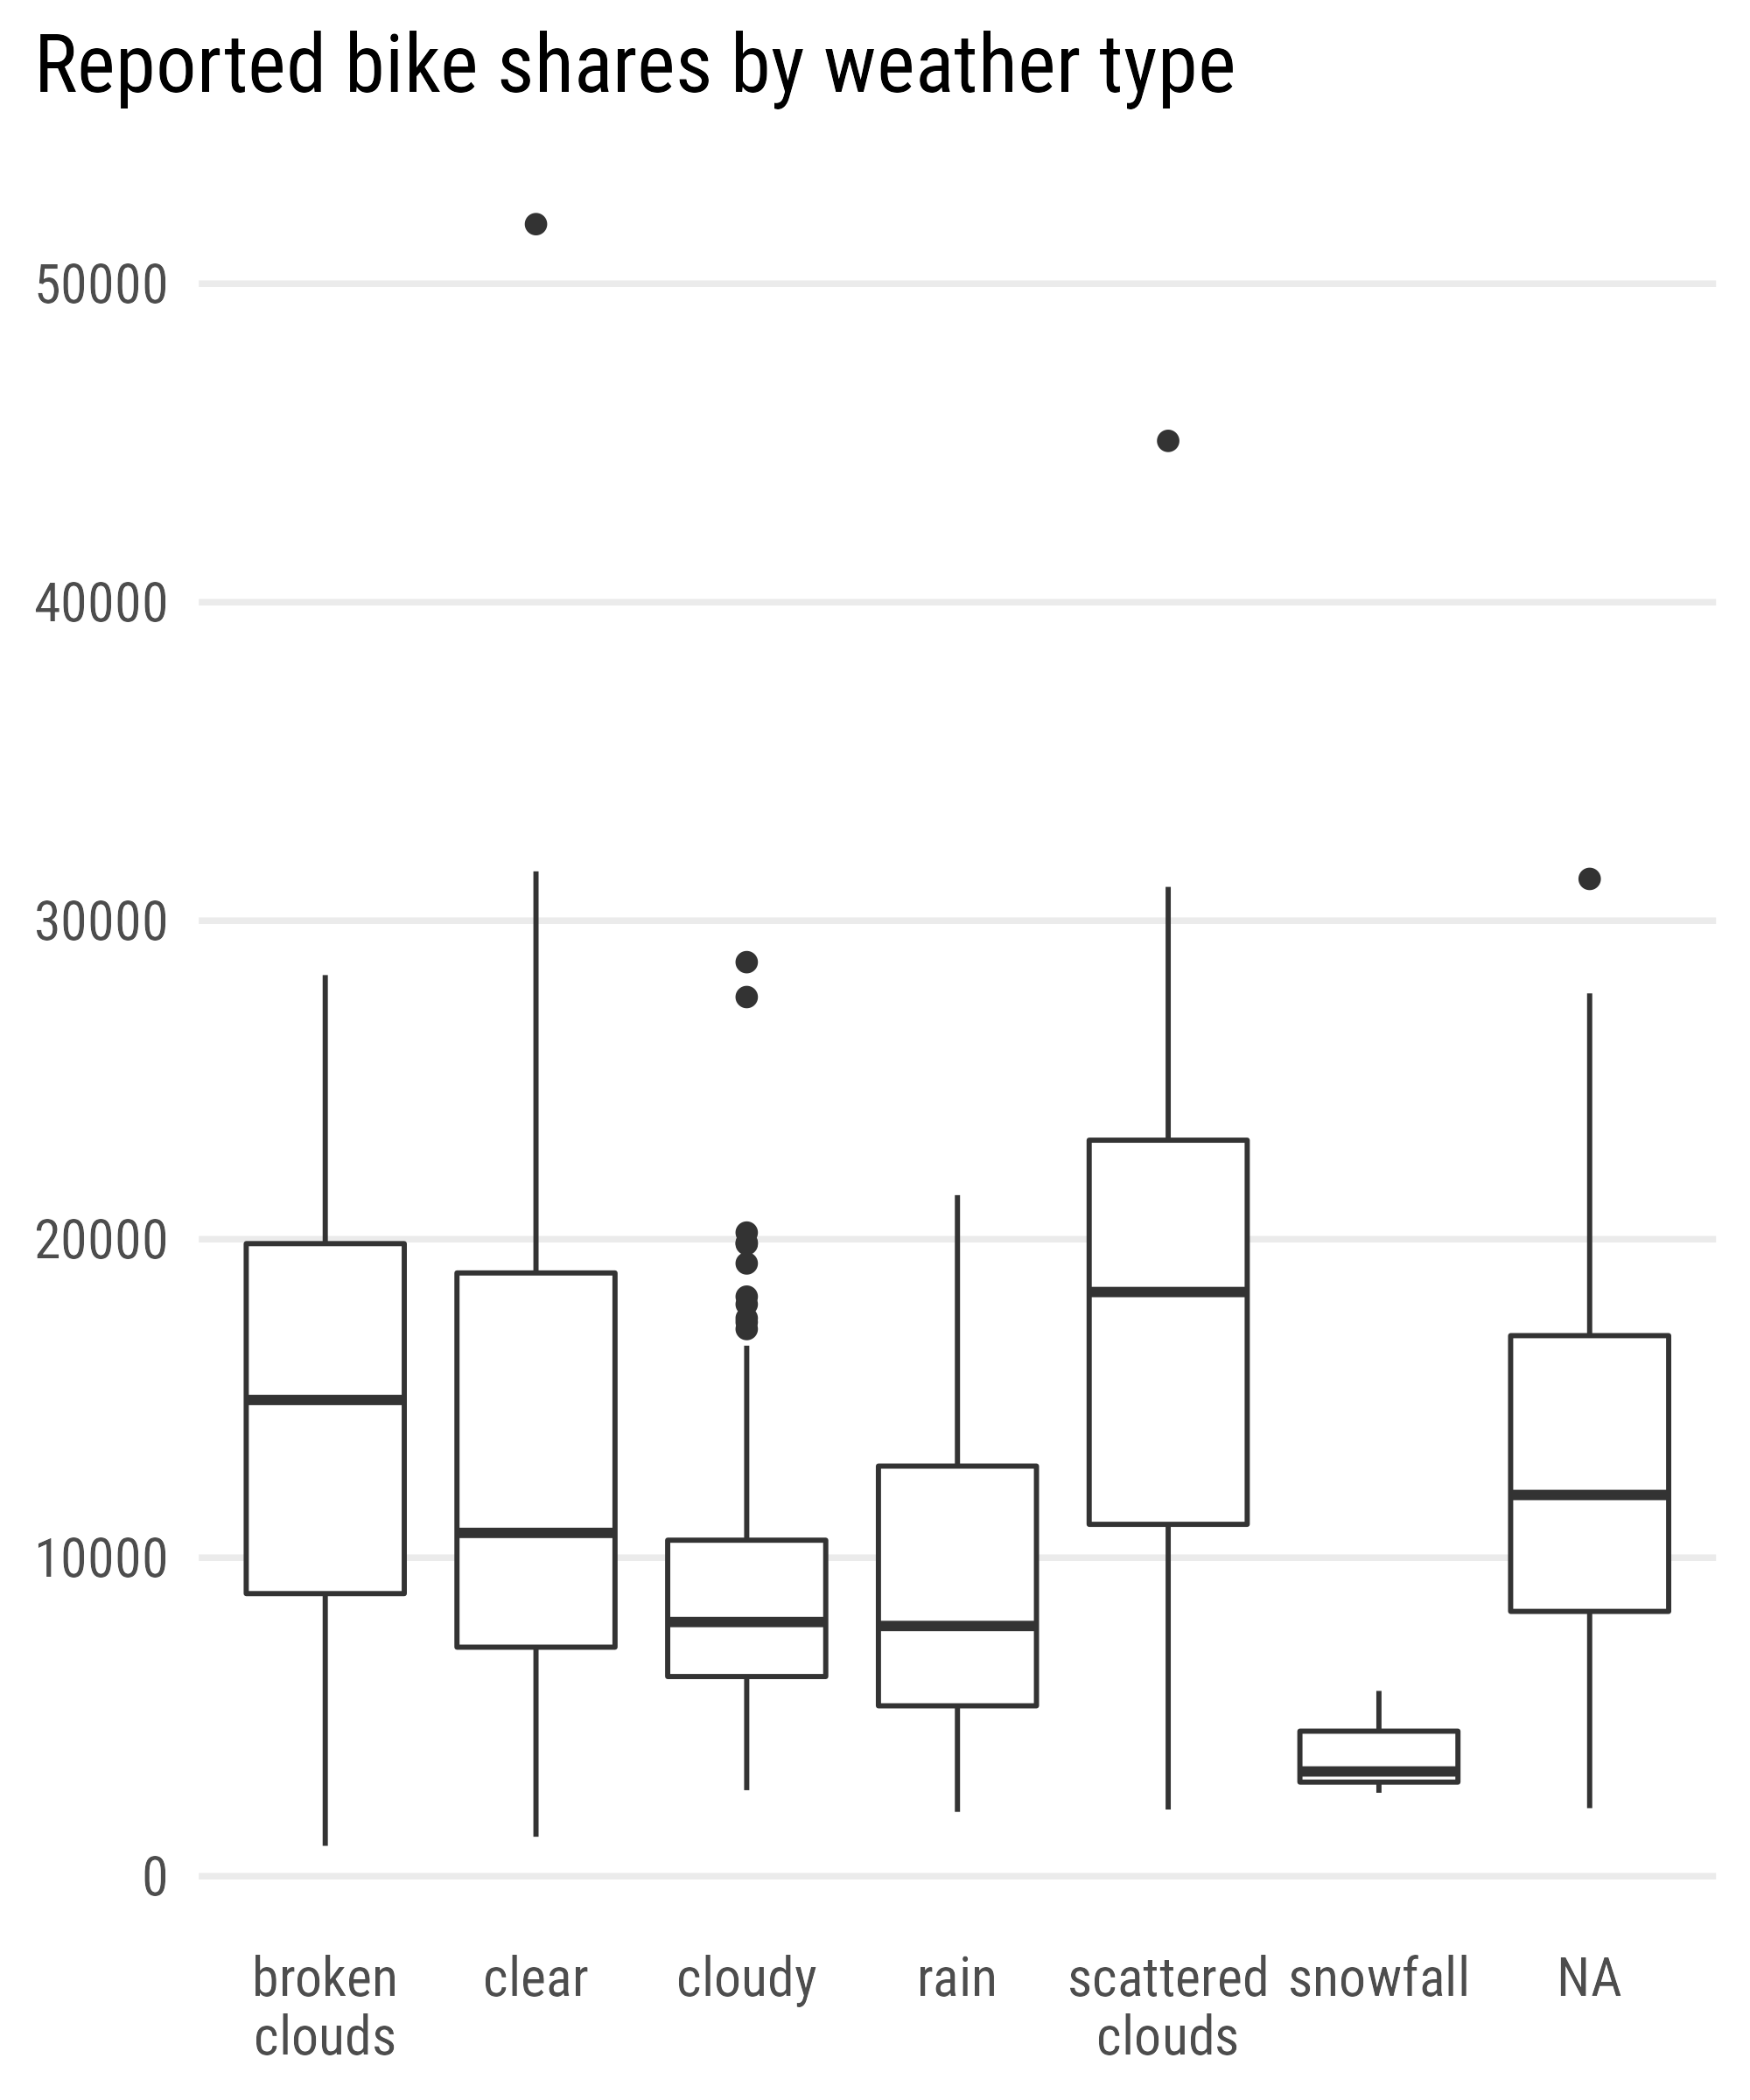 Reported bike shares by weather type
50000
40000
30000
20000
10000
0
broken clouds
clear
cloudy
rain
scattered clouds
snowfall
NA